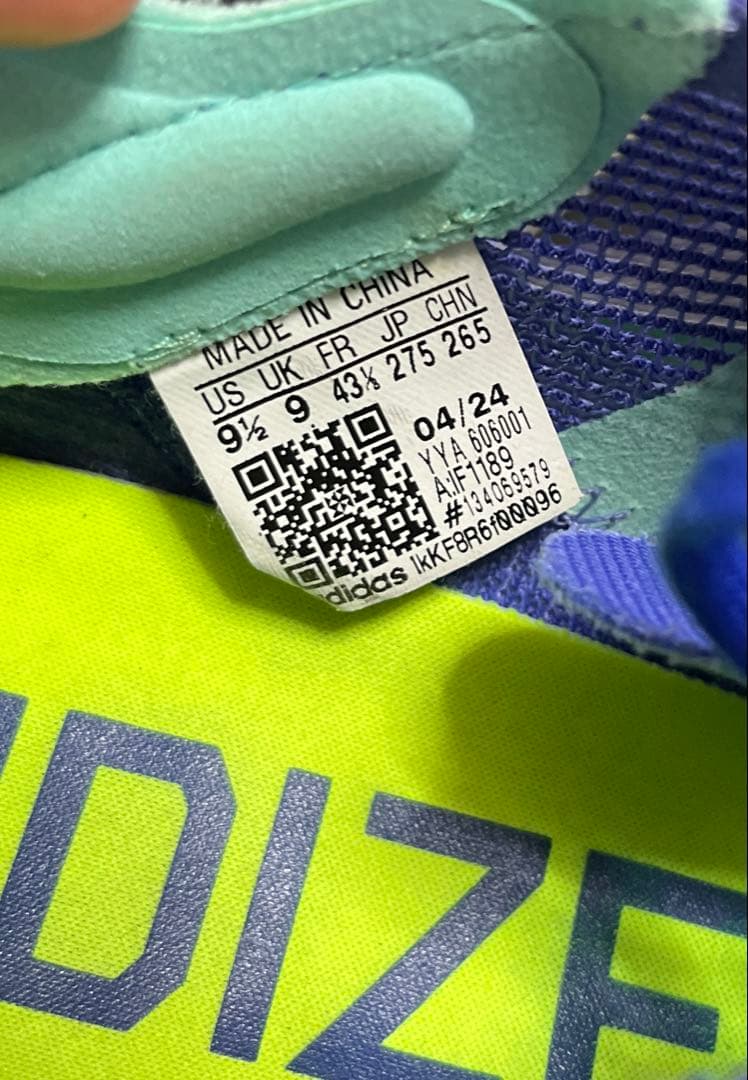 MADE IN CHINA
US UK FR JP CHN
9½ 9 43⅓ 275 265
04/24
YYA 606001
A:IF1189
#134069579
adidas IkKF8R6f00096
DIZE